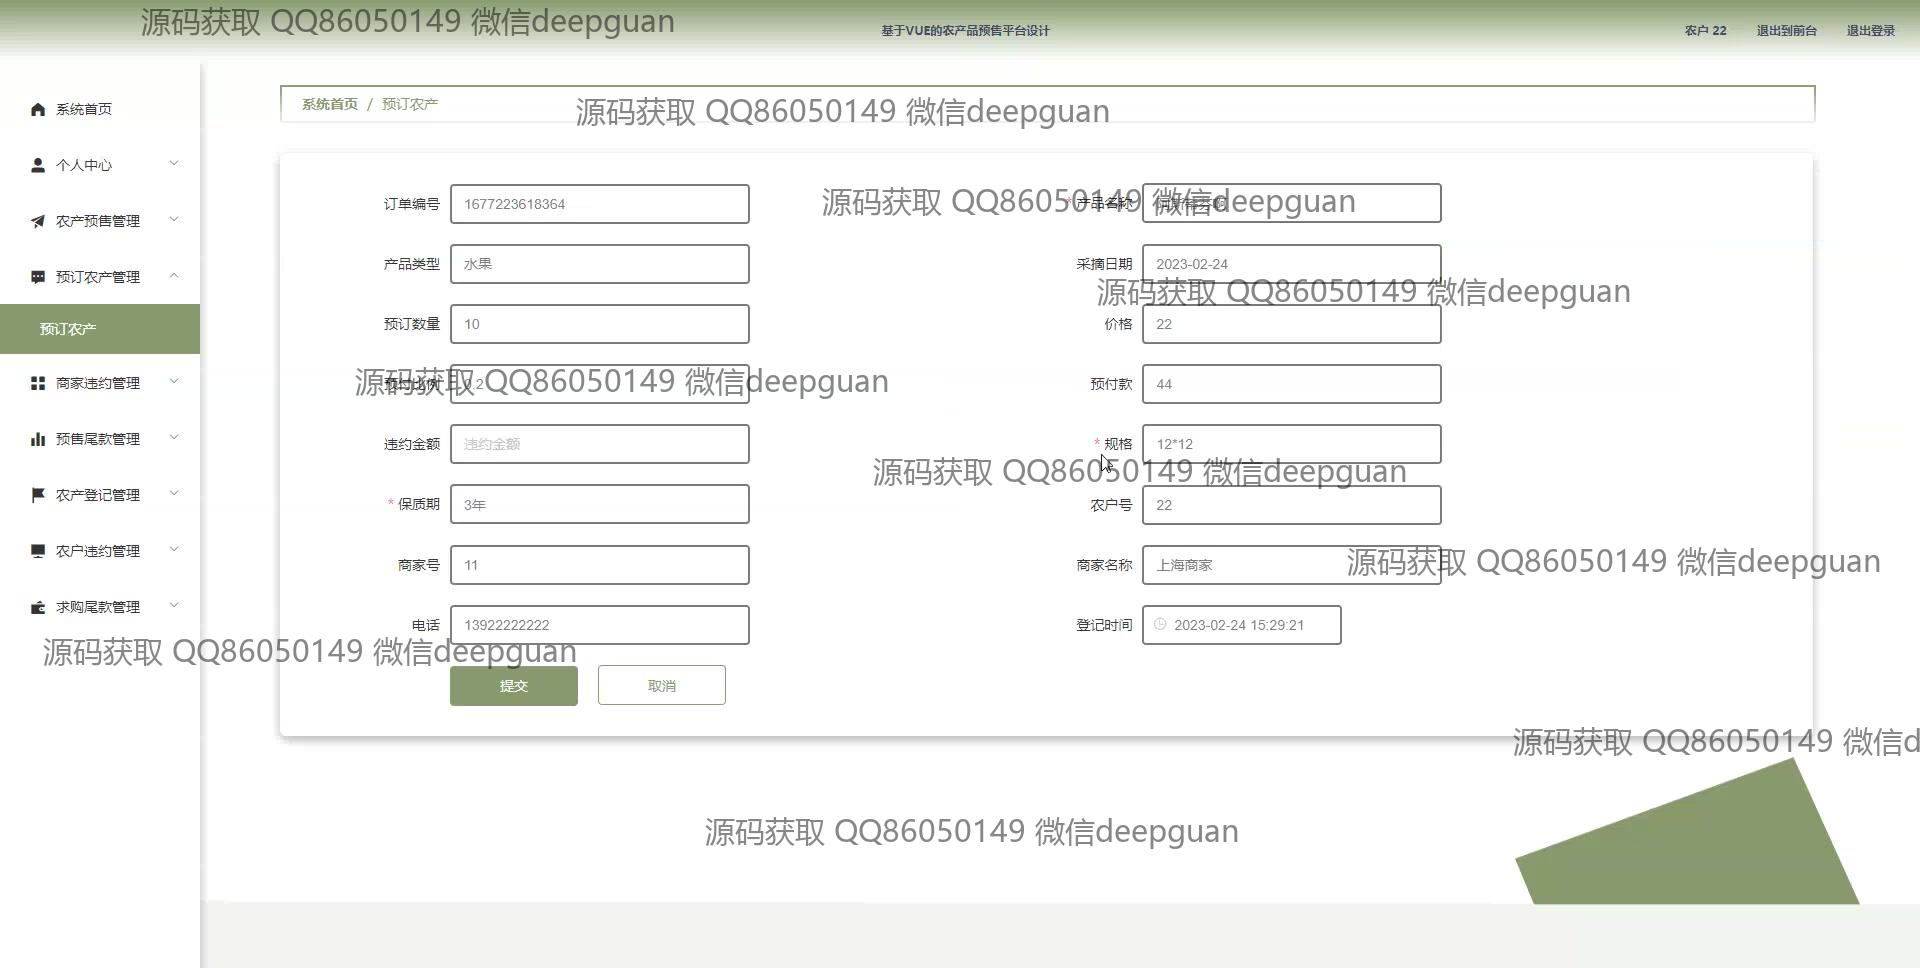 源码获取 QQ86050149 微信deepguan
基于VUE的农产品预售平台设计
农户 22
退出到前台
退出登录
系统首页
个人中心
农产预售管理
预订农产管理
预订农产
商家违约管理
预售尾款管理
农产登记管理
农户违约管理
求购尾款管理
系统首页 / 预订农产
源码获取 QQ86050149 微信deepguan
订单编号 1677223618364
源码获取 QQ86050149 微信deepguan
* 产品名称
产品类型 水果
采摘日期 2023-02-24
源码获取 QQ86050149 微信deepguan
预订数量 10
价格 22
预付比例 0.2
源码获取 QQ86050149 微信deepguan
预付款 44
违约金额 违约金额
* 规格 12*12
源码获取 QQ86050149 微信deepguan
* 保质期 3年
农户号 22
商家号 11
商家名称 上海商家
源码获取 QQ86050149 微信deepguan
电话 13922222222
登记时间 2023-02-24 15:29:21
源码获取 QQ86050149 微信deepguan
提交
取消
源码获取 QQ86050149 微信d
源码获取 QQ86050149 微信deepguan